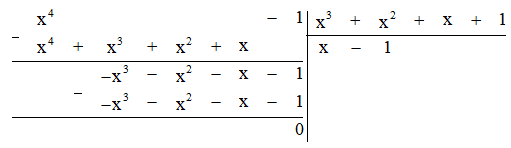 x⁴ − 1 | x³ + x² + x + 1
− x⁴ + x³ + x² + x | x − 1
−x³ − x² − x − 1
− −x³ − x² − x − 1
0